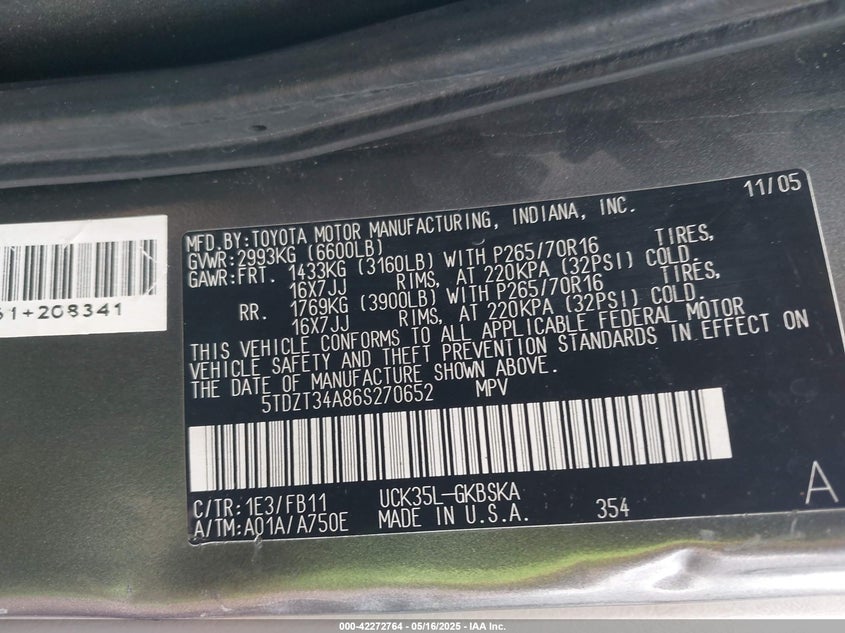 11/05
MFD.BY:TOYOTA MOTOR MANUFACTURING, INDIANA, INC.
GVWR:2993KG (6600LB)
GAWR:FRT. 1433KG (3160LB) WITH P265/70R16 TIRES,
16X7JJ RIMS, AT 220KPA (32PSI) COLD.
RR. 1769KG (3900LB) WITH P265/70R16 TIRES,
16X7JJ RIMS, AT 220KPA (32PSI) COLD.
THIS VEHICLE CONFORMS TO ALL APPLICABLE FEDERAL MOTOR
VEHICLE SAFETY AND THEFT PREVENTION STANDARDS IN EFFECT ON
THE DATE OF MANUFACTURE SHOWN ABOVE.
5TDZT34A86S270652 MPV
C/TR:1E3/FB11 UCK35L-GKBSKA
A/TM:A01A/A750E MADE IN U.S.A. 354
A
61+208341
000-42272764 - 05/16/2025 - IAA Inc.